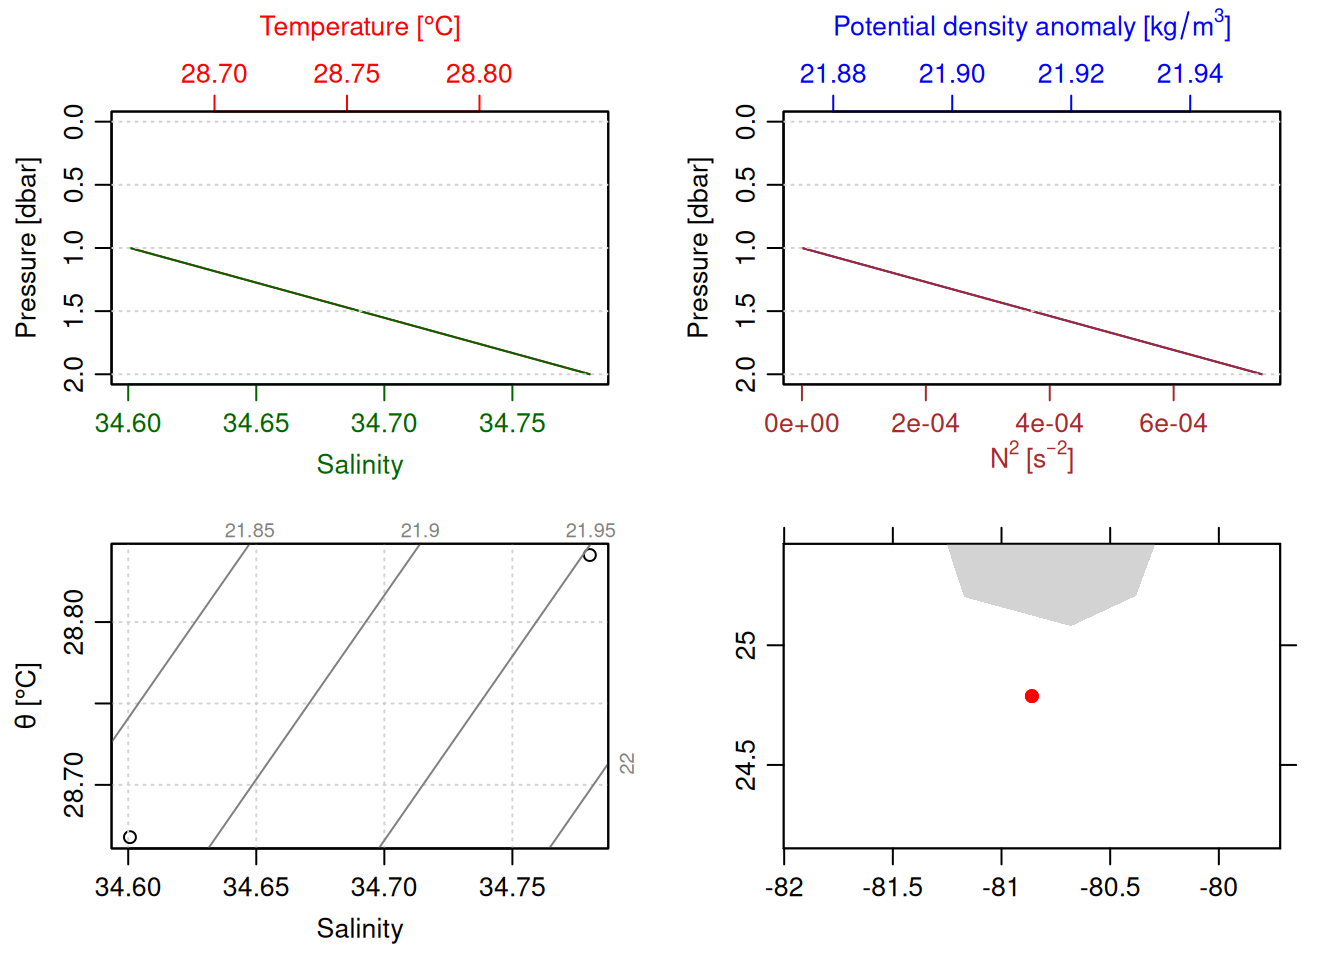 Temperature [°C]
28.70 28.75 28.80
Pressure [dbar]
0.0 0.5 1.0 1.5 2.0
34.60 34.65 34.70 34.75
Salinity
Potential density anomaly [kg/m³]
21.88 21.90 21.92 21.94
Pressure [dbar]
0.0 0.5 1.0 1.5 2.0
0e+00 2e-04 4e-04 6e-04
N² [s⁻²]
21.85 21.9 21.95
22
θ [°C]
28.70 28.80
34.60 34.65 34.70 34.75
Salinity
25
24.5
-82 -81.5 -81 -80.5 -80